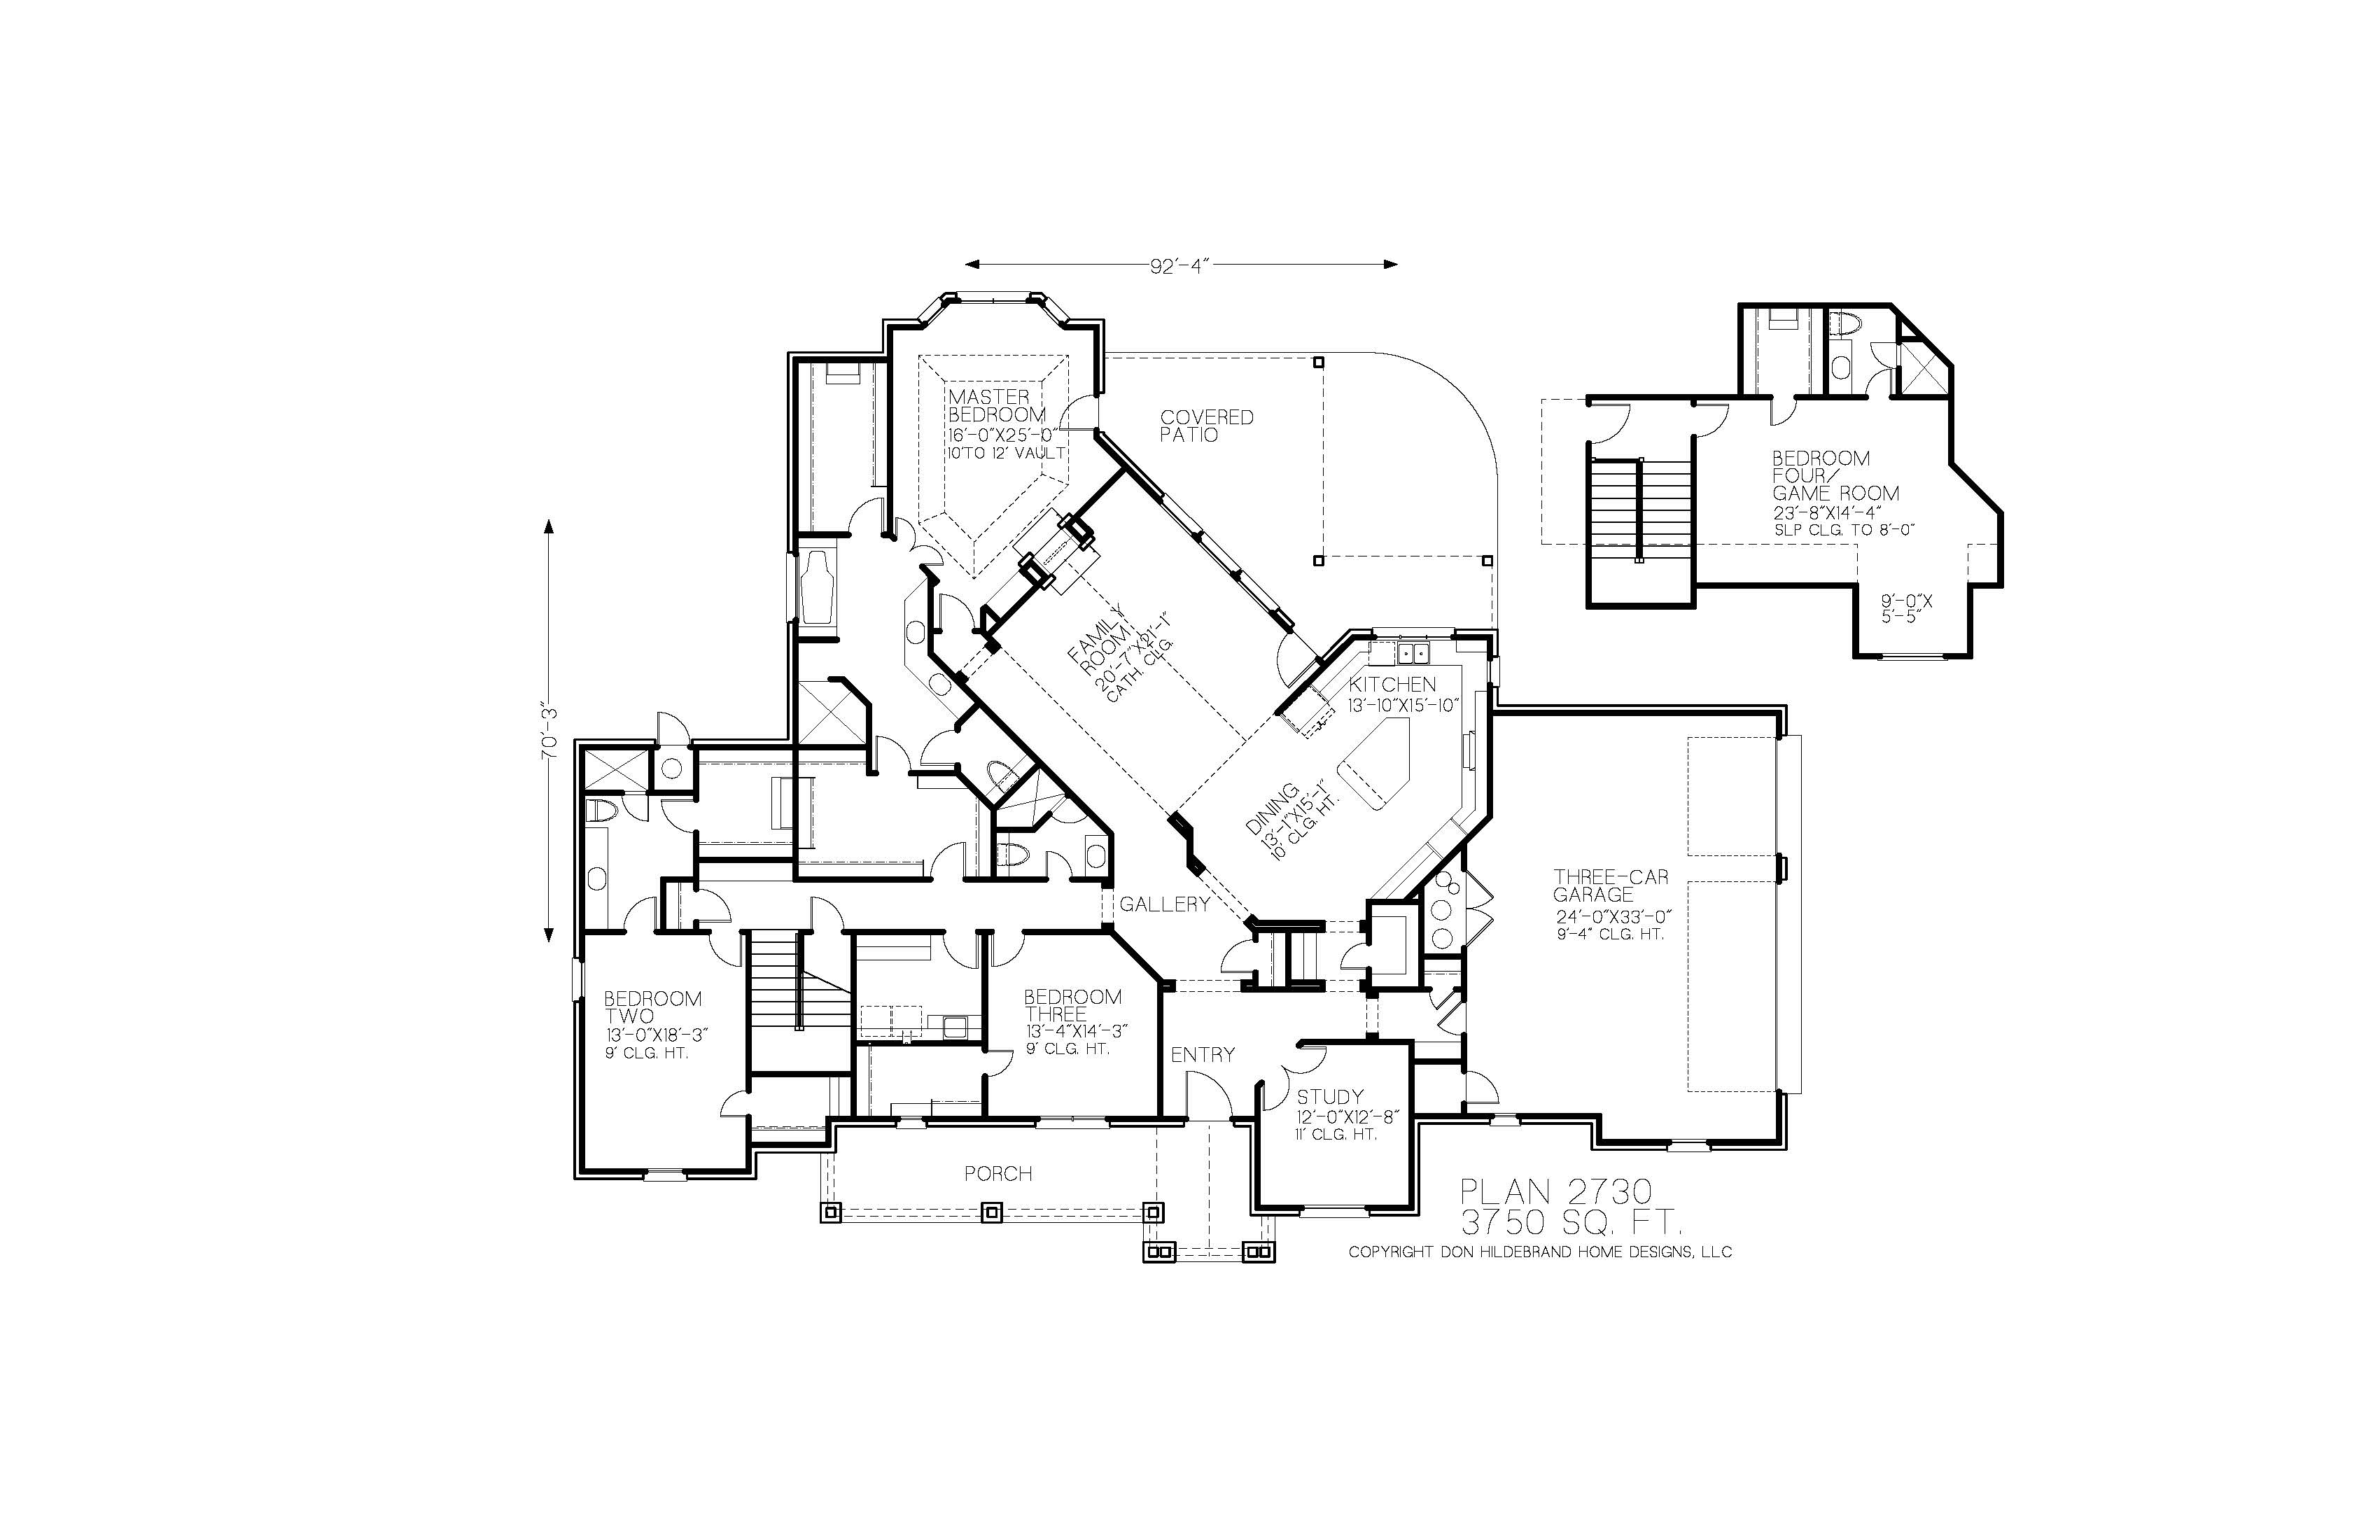 92'-4"
MASTER
BEDROOM
16'-0"X25'-0"
10'TO 12' VAULT
COVERED
PATIO
BEDROOM
FOUR/
GAME ROOM
23'-8"X14'-4"
SLP CLG. TO 8'-0"
9'-0"X
5'-5"
70'-3"
FAMILY
ROOM
20'-7"X21'-1"
CATH. CLG.
KITCHEN
13'-10"X15'-10"
DINING
13'-1"X15'-1"
10' CLG. HT.
GALLERY
THREE-CAR
GARAGE
24'-0"X33'-0"
9'-4" CLG. HT.
BEDROOM
TWO
13'-0"X18'-3"
9' CLG. HT.
BEDROOM
THREE
13'-4"X14'-3"
9' CLG. HT.
ENTRY
STUDY
12'-0"X12'-8"
11' CLG. HT.
PORCH
PLAN 2730
3750 SQ. FT.
COPYRIGHT DON HILDEBRAND HOME DESIGNS, LLC